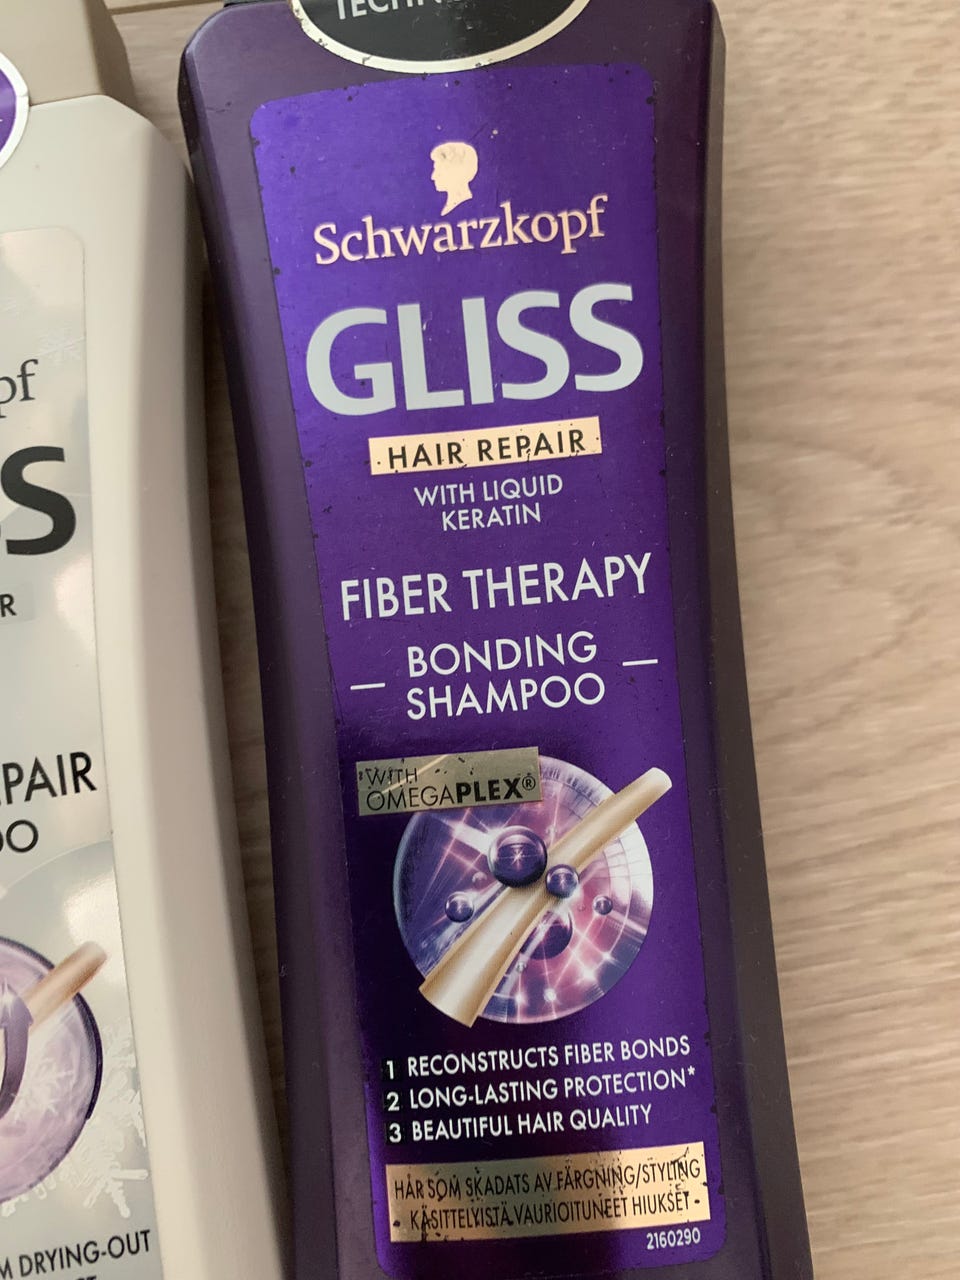 Schwarzkopf
GLISS
HAIR REPAIR
WITH LIQUID
KERATIN
FIBER THERAPY
BONDING
SHAMPOO
WITH
OMEGAPLEX®
1 RECONSTRUCTS FIBER BONDS
2 LONG-LASTING PROTECTION*
3 BEAUTIFUL HAIR QUALITY
HÅR SOM SKADATS AV FÄRGNING/STYLING
KÄSITTELYISTÄ VAURIOITUNEET HIUKSET
2160290
pf
SS
R
PAIR
OO
M DRYING-OUT